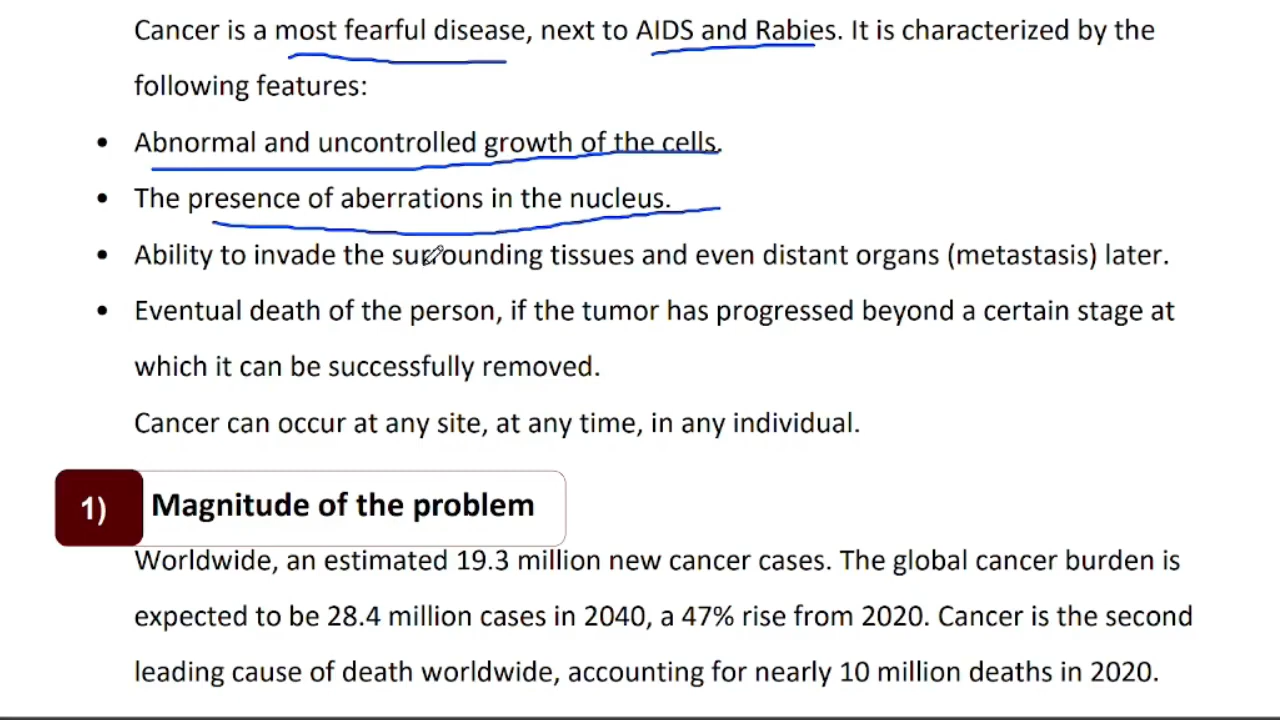 Cancer is a most fearful disease, next to AIDS and Rabies. It is characterized by the
following features:
• Abnormal and uncontrolled growth of the cells.
• The presence of aberrations in the nucleus.
• Ability to invade the surrounding tissues and even distant organs (metastasis) later.
• Eventual death of the person, if the tumor has progressed beyond a certain stage at
which it can be successfully removed.
Cancer can occur at any site, at any time, in any individual.
1) Magnitude of the problem
Worldwide, an estimated 19.3 million new cancer cases. The global cancer burden is
expected to be 28.4 million cases in 2040, a 47% rise from 2020. Cancer is the second
leading cause of death worldwide, accounting for nearly 10 million deaths in 2020.